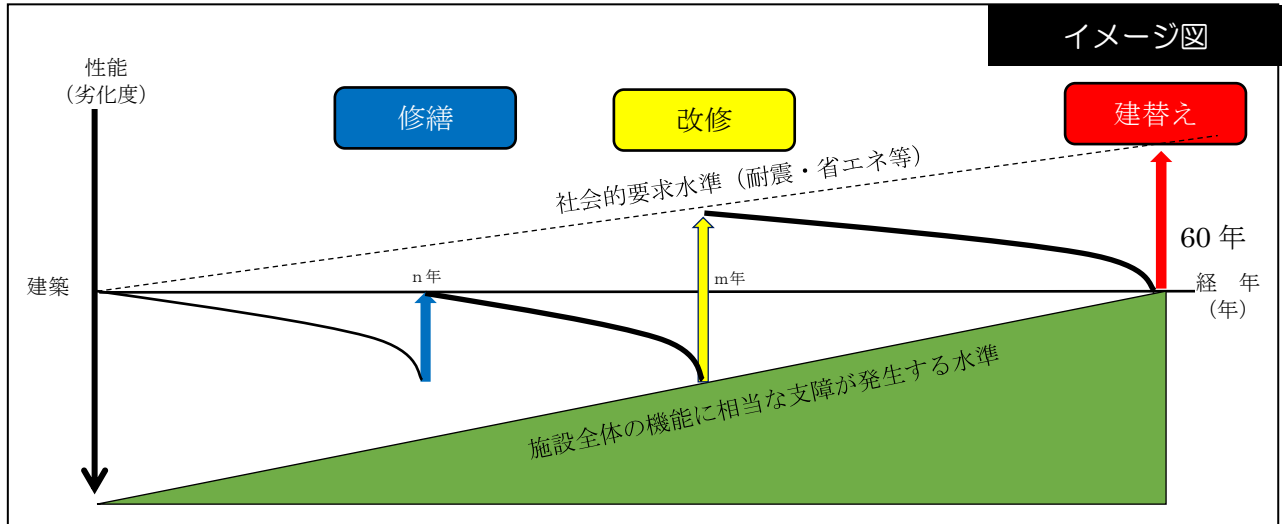 イメージ図
性能
（劣化度）
修繕
改修
建替え
社会的要求水準（耐震・省エネ等）
60 年
n 年
m年
建築
経　年
（年）
施設全体の機能に相当な支障が発生する水準